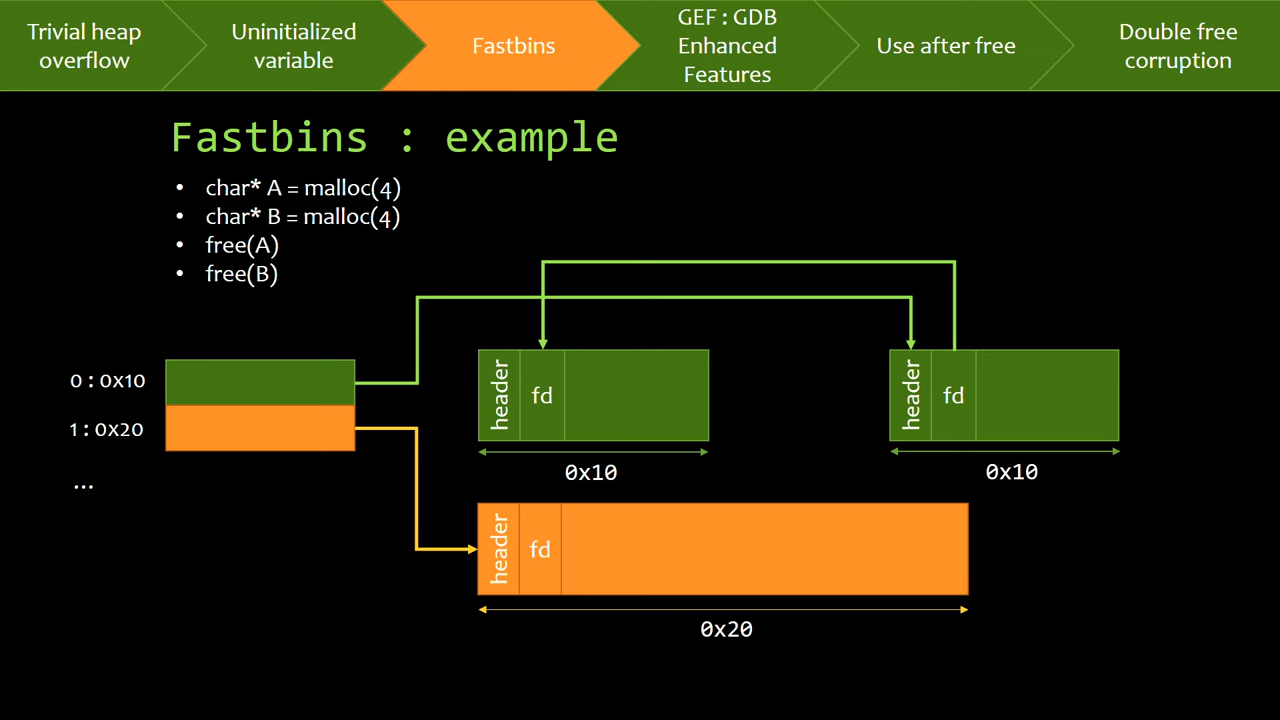 Trivial heap
overflow
Uninitialized
variable
Fastbins
GEF : GDB
Enhanced
Features
Use after free
Double free
corruption
Fastbins : example
• char* A = malloc(4)
• char* B = malloc(4)
• free(A)
• free(B)
0 : 0x10
1 : 0x20
...
header
fd
0x10
header
fd
0x10
header
fd
0x20